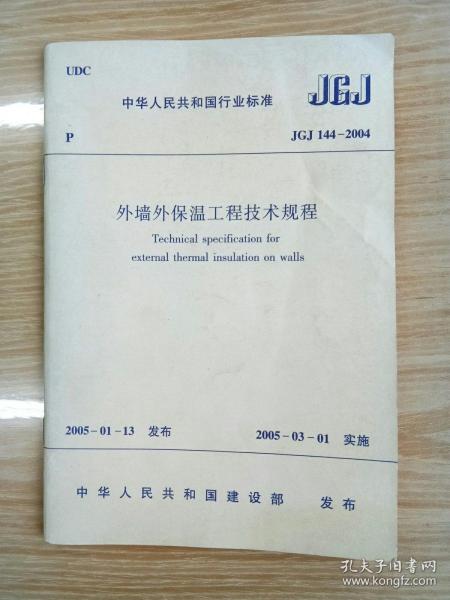 UDC
中华人民共和国行业标准
JGJ
P
JGJ 144-2004
外墙外保温工程技术规程
Technical specification for
external thermal insulation on walls
2005-01-13 发布
2005-03-01 实施
中华人民共和国建设部 发布
孔夫子旧书网
www.kongfz.com